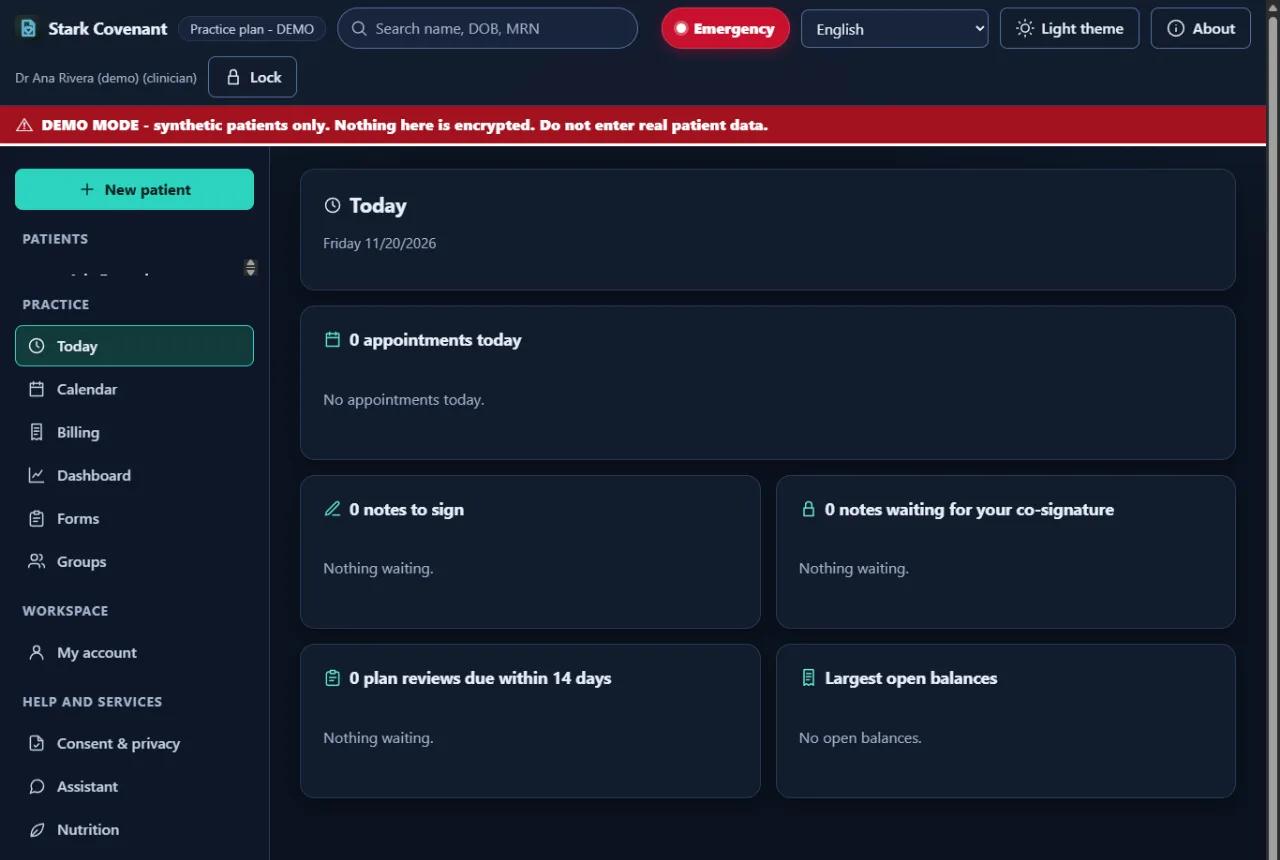 Stark Covenant
Practice plan - DEMO
Search name, DOB, MRN
Emergency
English
Light theme
About
Dr Ana Rivera (demo) (clinician)
Lock
DEMO MODE - synthetic patients only. Nothing here is encrypted. Do not enter real patient data.
New patient
PATIENTS
PRACTICE
Today
Calendar
Billing
Dashboard
Forms
Groups
WORKSPACE
My account
HELP AND SERVICES
Consent & privacy
Assistant
Nutrition
Today
Friday 11/20/2026
0 appointments today
No appointments today.
0 notes to sign
Nothing waiting.
0 notes waiting for your co-signature
Nothing waiting.
0 plan reviews due within 14 days
Nothing waiting.
Largest open balances
No open balances.